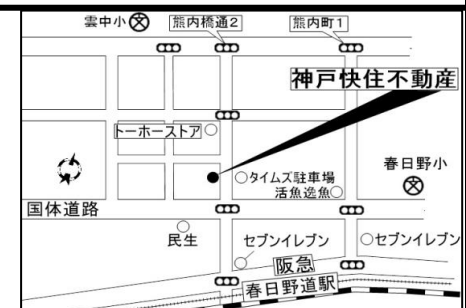 雲中小
熊内橋通2
熊内町1
神戸快住不動産
トーホーストア
タイムズ駐車場
活魚逸魚
春日野小
国体道路
民生
セブンイレブン
セブンイレブン
阪急
春日野道駅